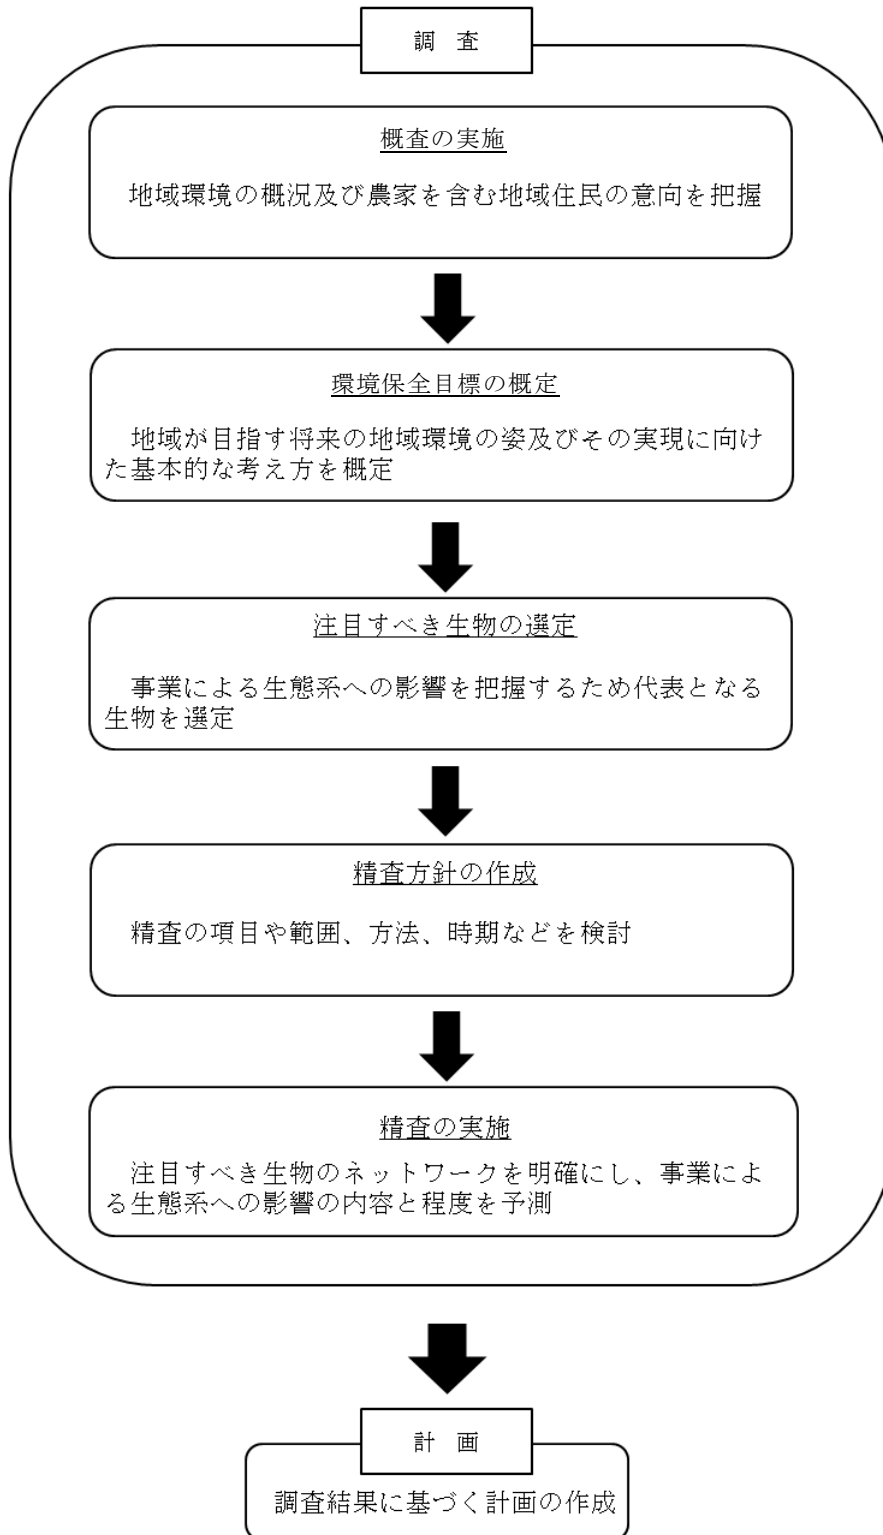 調 査
概査の実施
地域環境の概況及び農家を含む地域住民の意向を把握
環境保全目標の概定
地域が目指す将来の地域環境の姿及びその実現に向け
た基本的な考え方を概定
注目すべき生物の選定
事業による生態系への影響を把握するため代表となる
生物を選定
精査方針の作成
精査の項目や範囲、方法、時期などを検討
精査の実施
注目すべき生物のネットワークを明確にし、事業によ
る生態系への影響の内容と程度を予測
計 画
調査結果に基づく計画の作成